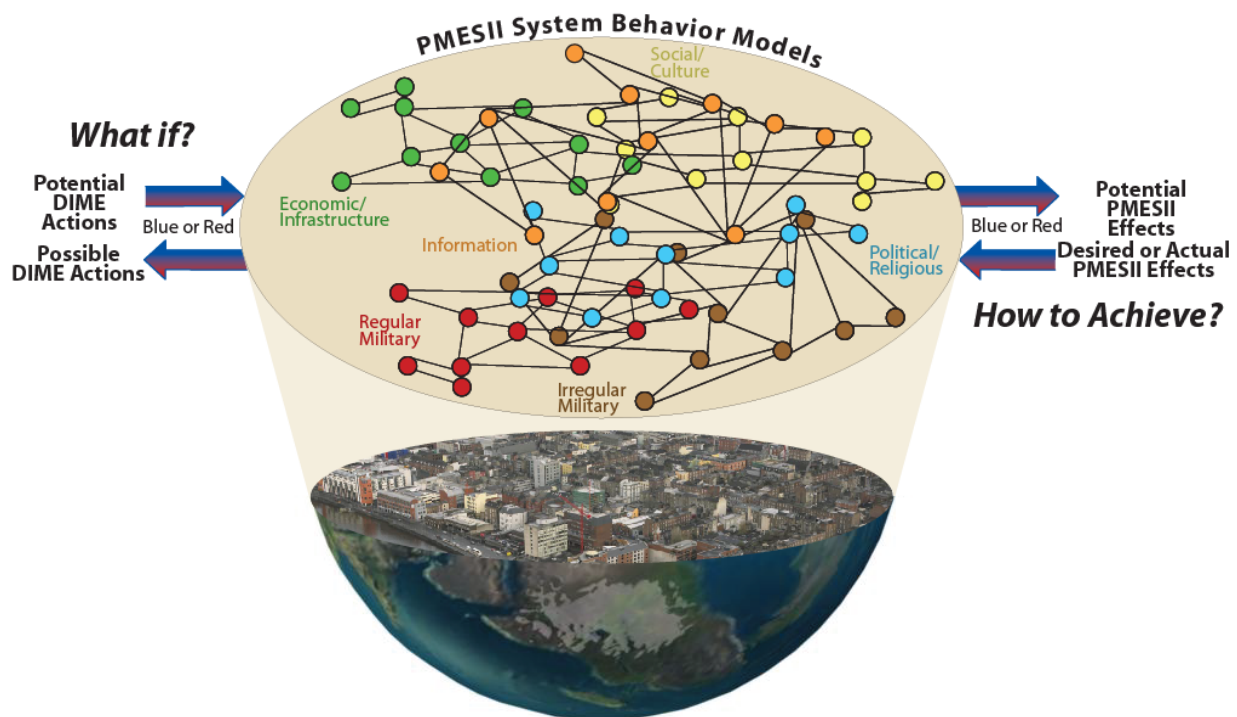 PMESII System Behavior Models
Social/
Culture
What if?
Potential
DIME
Actions
Blue or Red
Possible
DIME Actions
Economic/
Infrastructure
Information
Political/
Religious
Regular
Military
Irregular
Military
Potential
PMESII
Effects
Blue or Red
Desired or Actual
PMESII Effects
How to Achieve?